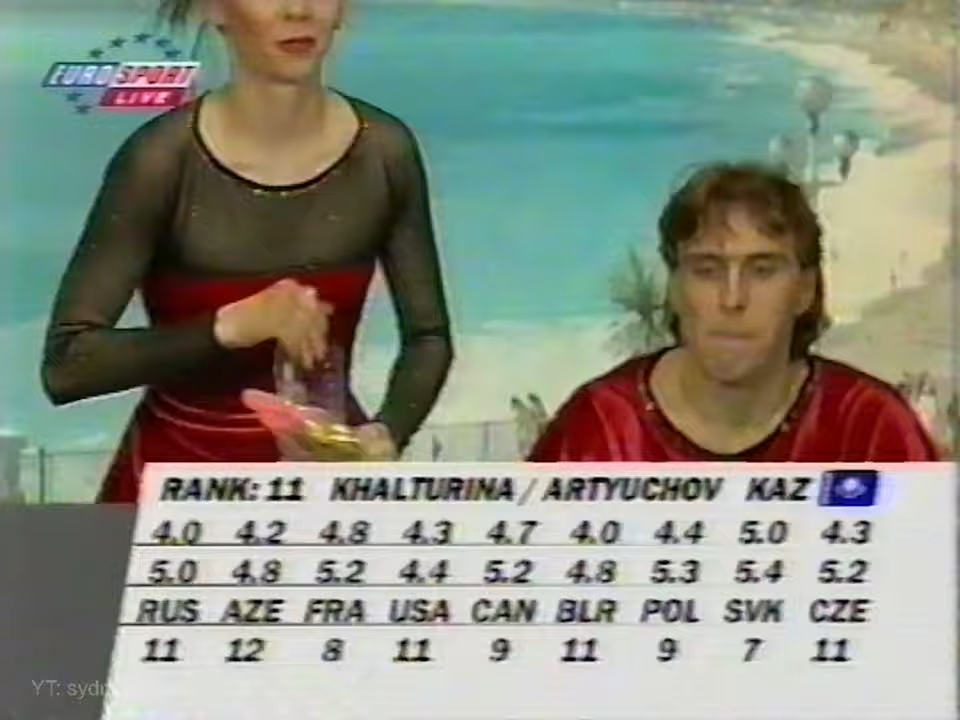 EUROSPORT
LIVE
RANK: 11 KHALTURINA / ARTYUCHOV KAZ
4.0 4.2 4.8 4.3 4.7 4.0 4.4 5.0 4.3
5.0 4.8 5.2 4.4 5.2 4.8 5.3 5.4 5.2
RUS AZE FRA USA CAN BLR POL SVK CZE
11 12 8 11 9 11 9 7 11
YT: